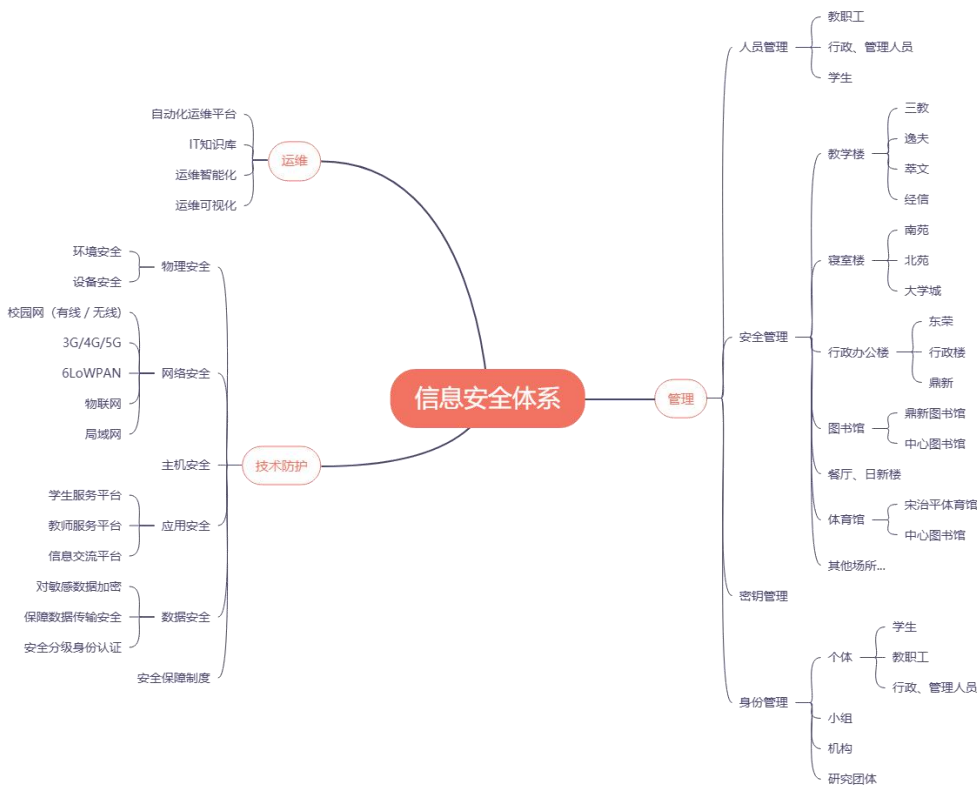 信息安全体系
运维
自动化运维平台
IT知识库
运维智能化
运维可视化
技术防护
物理安全
环境安全
设备安全
网络安全
校园网（有线 / 无线）
3G/4G/5G
6LoWPAN
物联网
局域网
主机安全
应用安全
学生服务平台
教师服务平台
信息交流平台
数据安全
对敏感数据加密
保障数据传输安全
安全分级身份认证
安全保障制度
管理
人员管理
教职工
行政、管理人员
学生
安全管理
教学楼
三教
逸夫
萃文
经信
寝室楼
南苑
北苑
大学城
行政办公楼
东荣
行政楼
鼎新
图书馆
鼎新图书馆
中心图书馆
餐厅、日新楼
体育馆
宋治平体育馆
中心图书馆
其他场所...
密钥管理
身份管理
个体
学生
教职工
行政、管理人员
小组
机构
研究团体